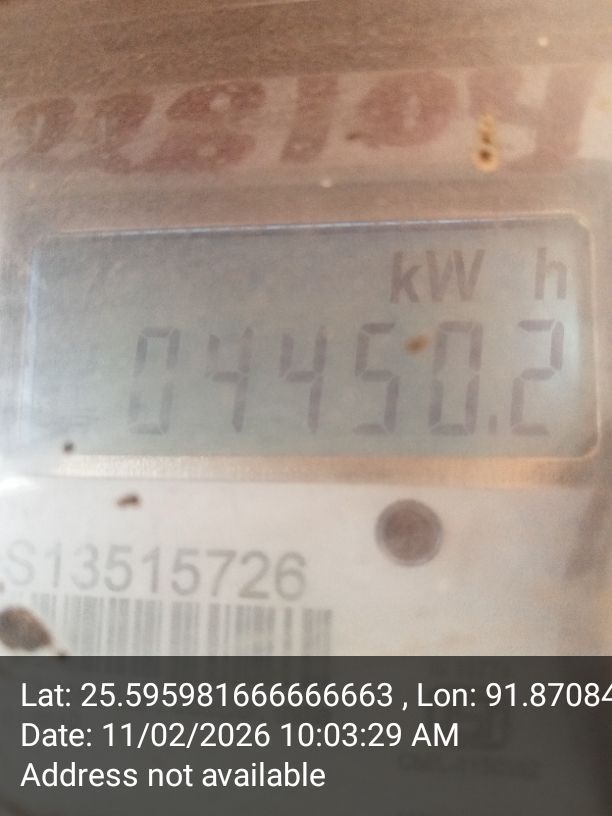 kW h
04450.2
S13515726
Lat: 25.595981666666663 , Lon: 91.87084
Date: 11/02/2026 10:03:29 AM
Address not available